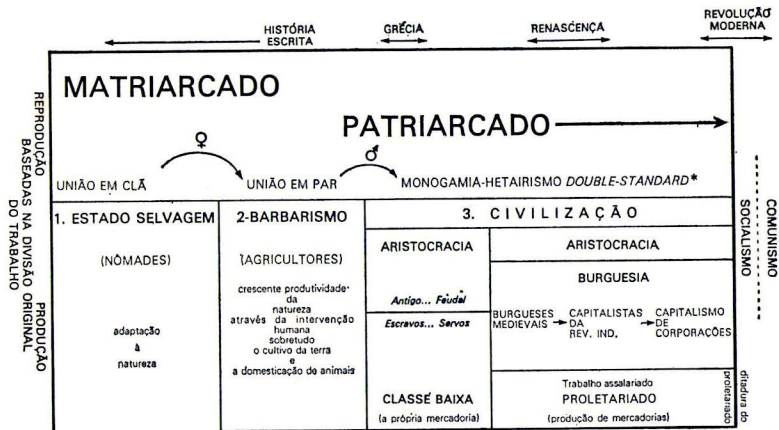 HISTÓRIA
ESCRITA
GRÉCIA
RENASCENÇA
REVOLUÇÃO
MODERNA
MATRIARCADO
PATRIARCADO
♀
♂
UNIÃO EM CLÃ
UNIÃO EM PAR
MONOGAMIA-HETAIRISMO DOUBLE-STANDARD*
REPRODUÇÃO
BASEADAS NA DIVISÃO ORIGINAL
DO TRABALHO
PRODUÇÃO
1. ESTADO SELVAGEM
(NÔMADES)
adaptação
à
natureza
2-BARBARISMO
(AGRICULTORES)
crescente produtividade
da
natureza
através da intervenção
humana
sobretudo
o cultivo da terra
e
a domesticação de animais
3. CIVILIZAÇÃO
ARISTOCRACIA
Antigo... Feudal
Escravos... Servos
CLASSE BAIXA
(a própria mercadoria)
ARISTOCRACIA
BURGUESIA
BURGUESES
MEDIEVAIS
CAPITALISTAS
DA
REV. IND.
CAPITALISMO
DE
CORPORAÇÕES
Trabalho assalariado
PROLETARIADO
(produção de mercadorias)
SOCIALISMO
COMUNISMO
ditadura do
proletariado